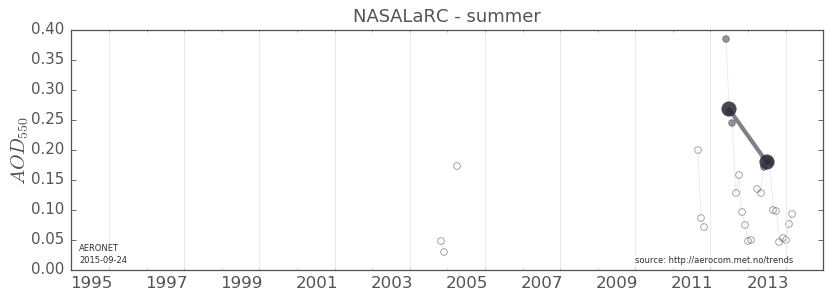 NASALaRC - summer
0.40
0.35
0.30
0.25
0.20
0.15
0.10
0.05
0.00
AOD550
AERONET
2015-09-24
source: http://aerocom.met.no/trends
1995 1997 1999 2001 2003 2005 2007 2009 2011 2013